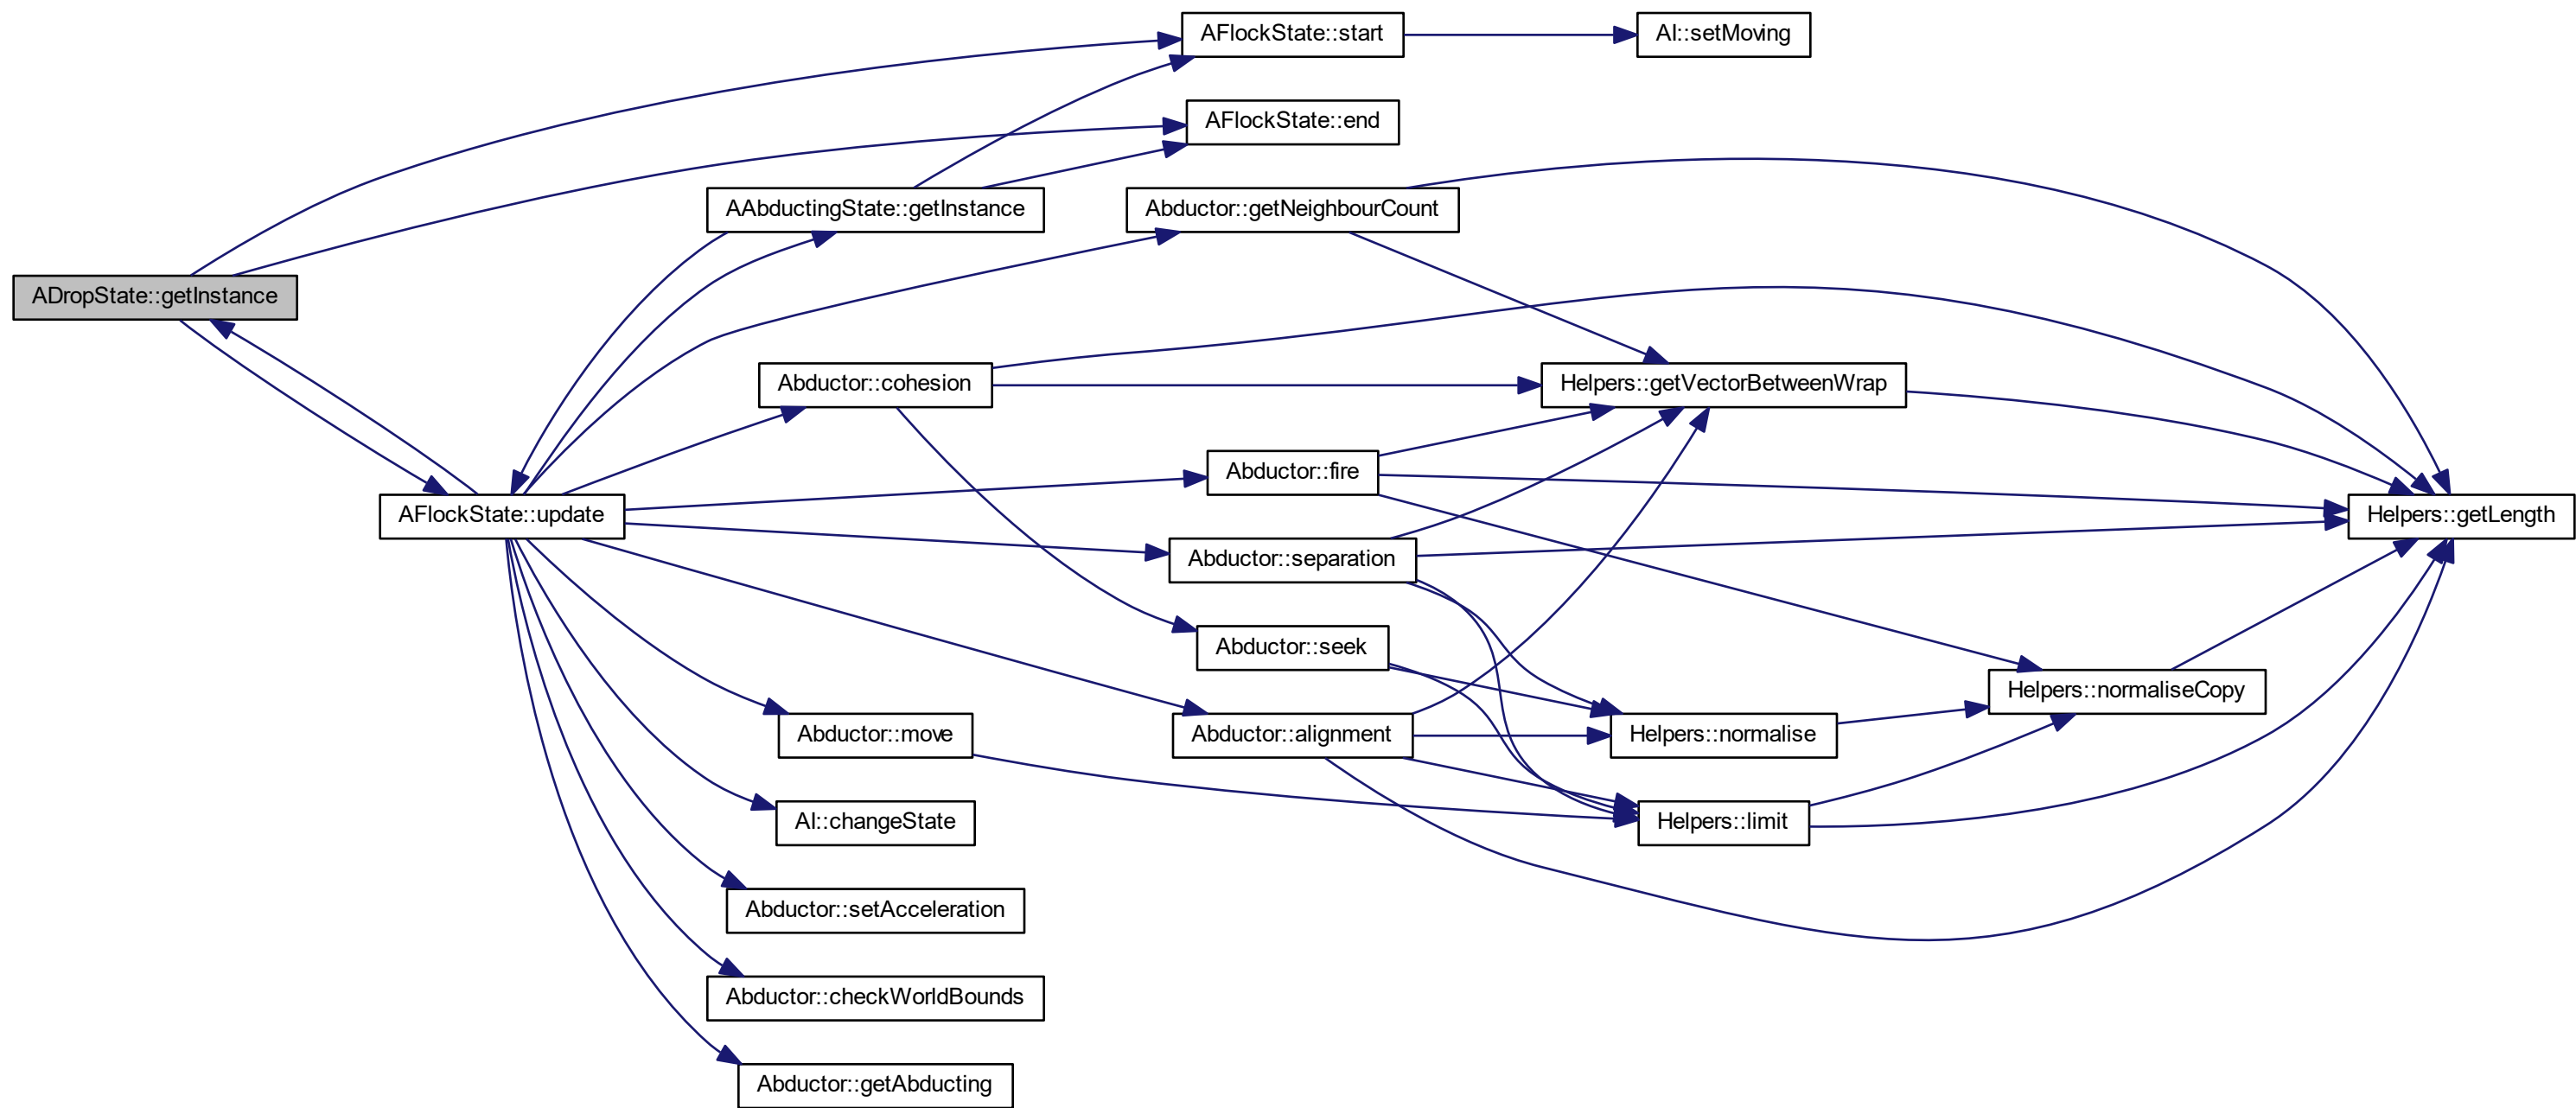 AFlockState::start
AI::setMoving
AFlockState::end
AAbductingState::getInstance
Abductor::getNeighbourCount
ADropState::getInstance
Abductor::cohesion
Helpers::getVectorBetweenWrap
Abductor::fire
AFlockState::update
Helpers::getLength
Abductor::separation
Abductor::seek
Helpers::normaliseCopy
Abductor::move
Abductor::alignment
Helpers::normalise
AI::changeState
Helpers::limit
Abductor::setAcceleration
Abductor::checkWorldBounds
Abductor::getAbducting